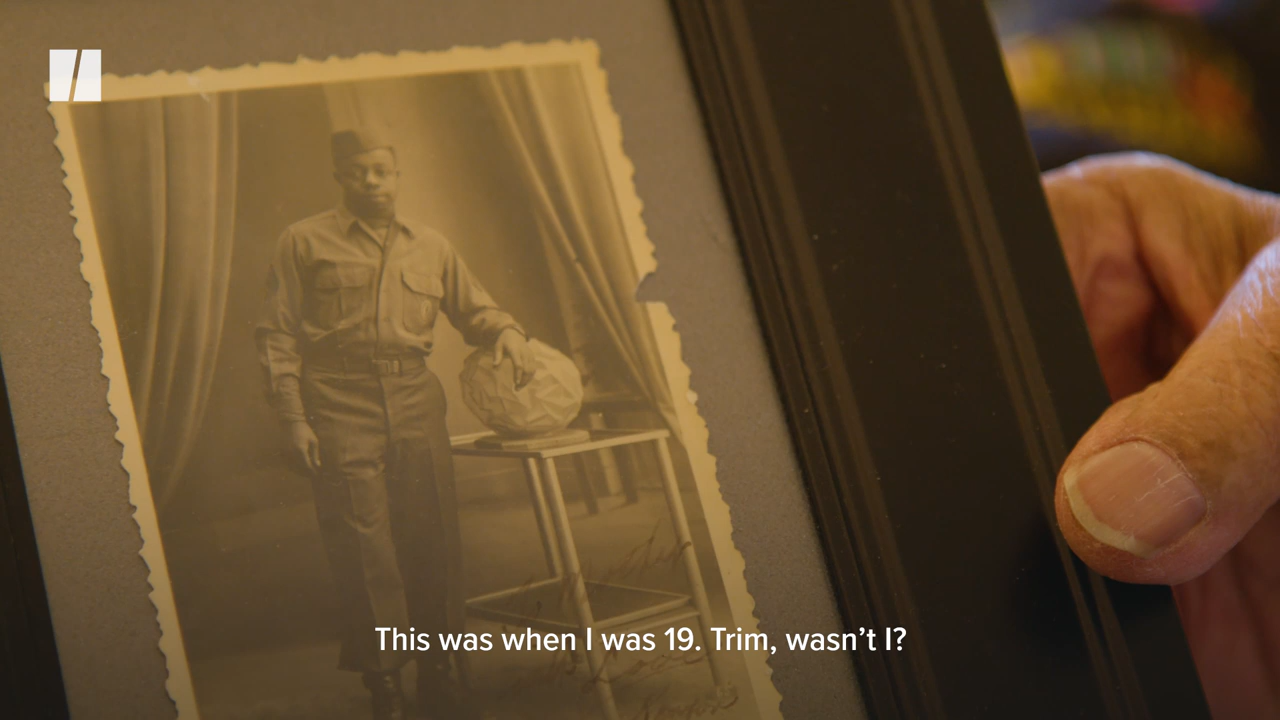 This was when I was 19. Trim, wasn’t I?